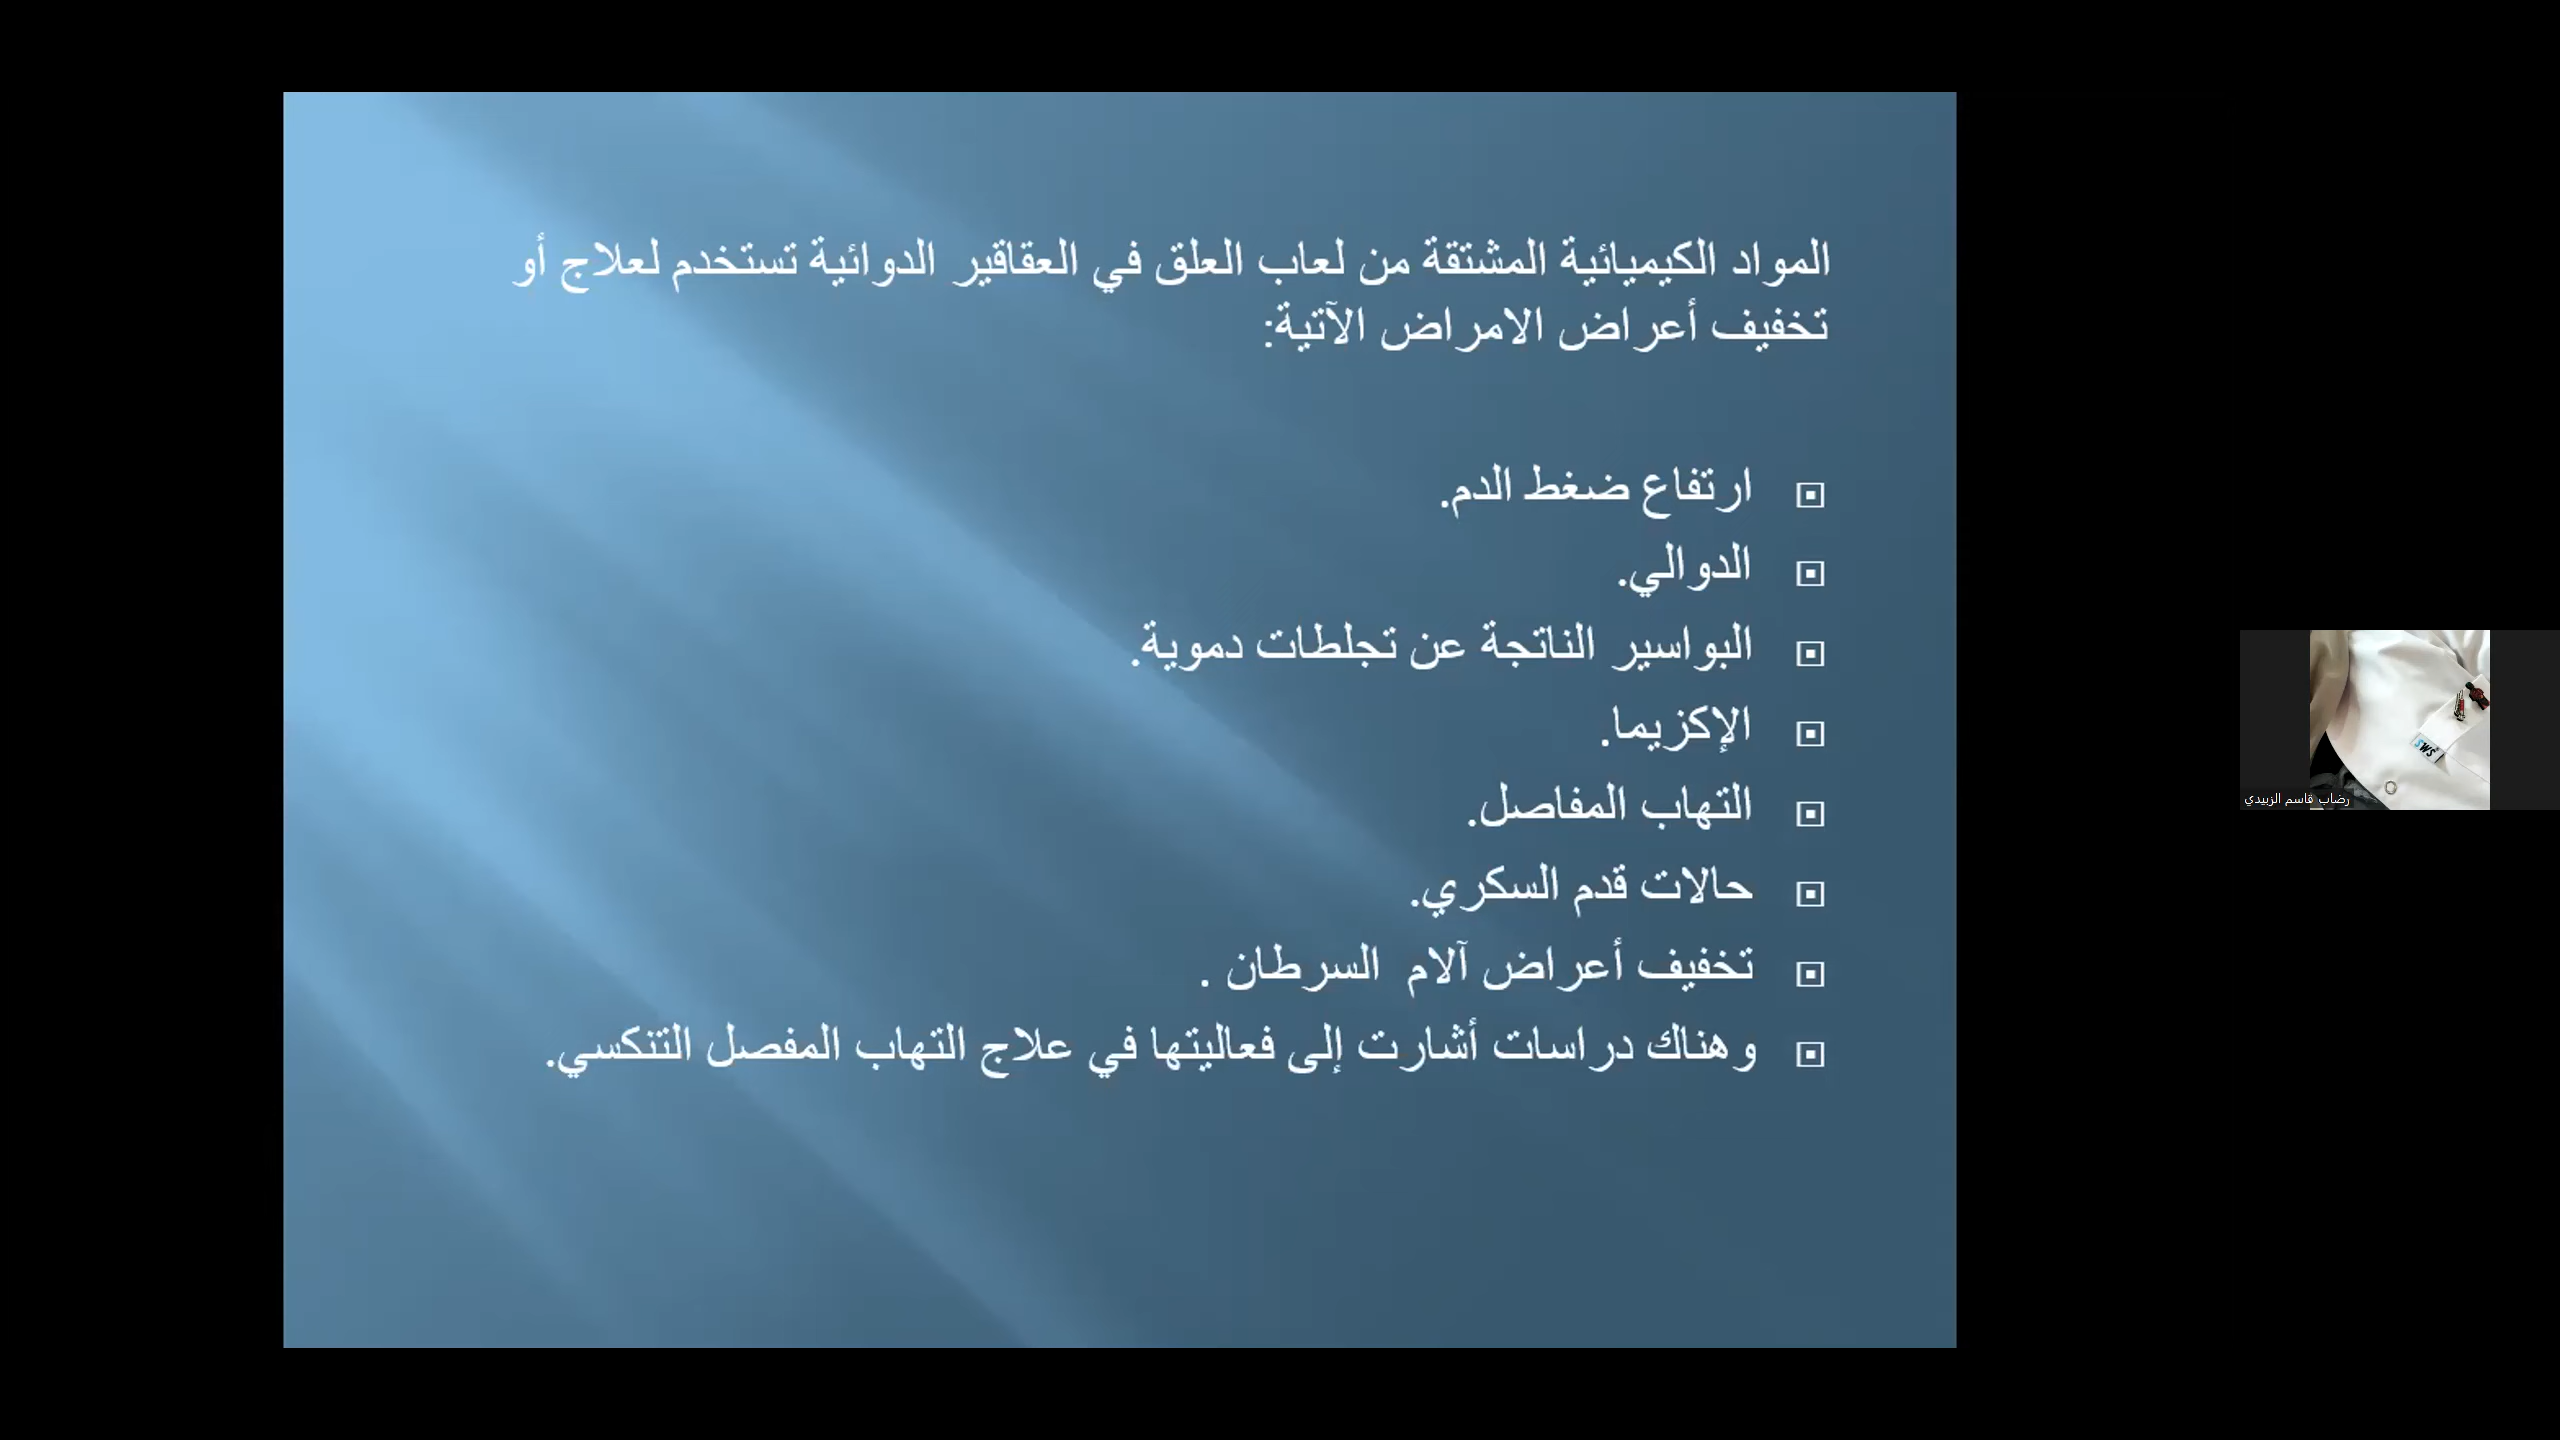 المواد الكيميائية المشتقة من لعاب العلق في العقاقير الدوائية تستخدم لعلاج أو
تخفيف أعراض الامراض الآتية:
ارتفاع ضغط الدم.
الدوالي.
البواسير الناتجة عن تجلطات دموية.
الإكزيما.
التهاب المفاصل.
حالات قدم السكري.
تخفيف أعراض آلام السرطان .
وهناك دراسات أشارت إلى فعاليتها في علاج التهاب المفصل التنكسي.
SWS
رضاب قاسم الزبيدي